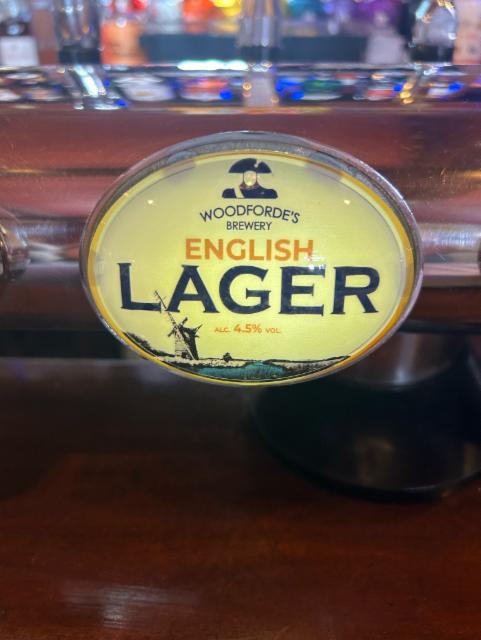 WOODFORDE'S
BREWERY
ENGLISH
LAGER
ALC. 4.5% VOL.